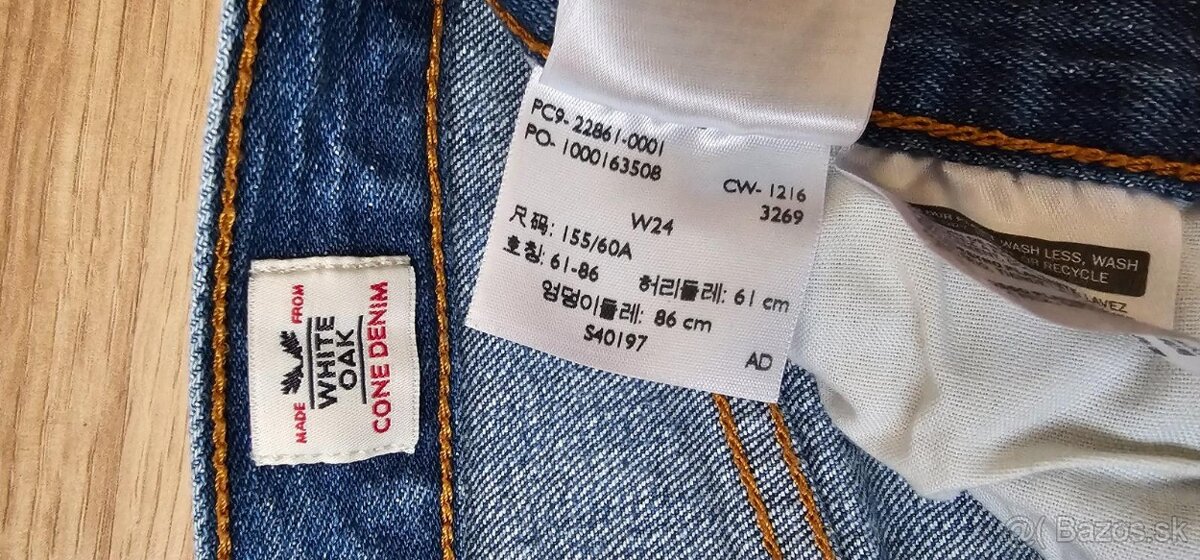 MADE FROM
WHITE
OAK
CONE DENIM
PC9- 22861-0001
PO- 1000163508
CW- 1216
3269
W24
尺码: 155/60A
호칭: 61-86 허리둘레: 61 cm
엉덩이둘레: 86 cm
S40197
AD
WASH LESS, WASH
OR RECYCLE
LAVEZ
Bazos.sk